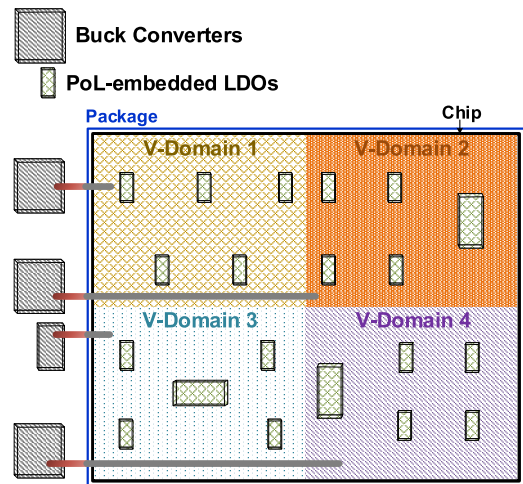 Buck Converters
PoL-embedded LDOs
Package
Chip
V-Domain 1
V-Domain 2
V-Domain 3
V-Domain 4